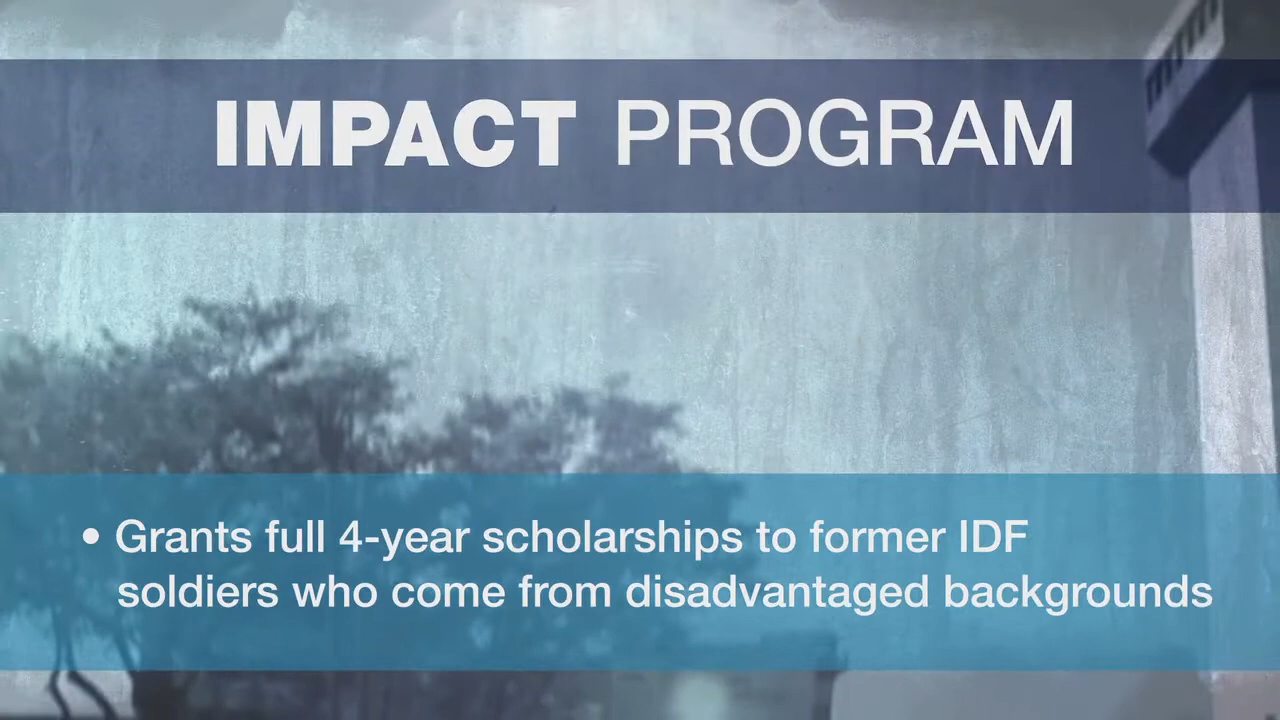 IMPACT PROGRAM
• Grants full 4-year scholarships to former IDF
soldiers who come from disadvantaged backgrounds